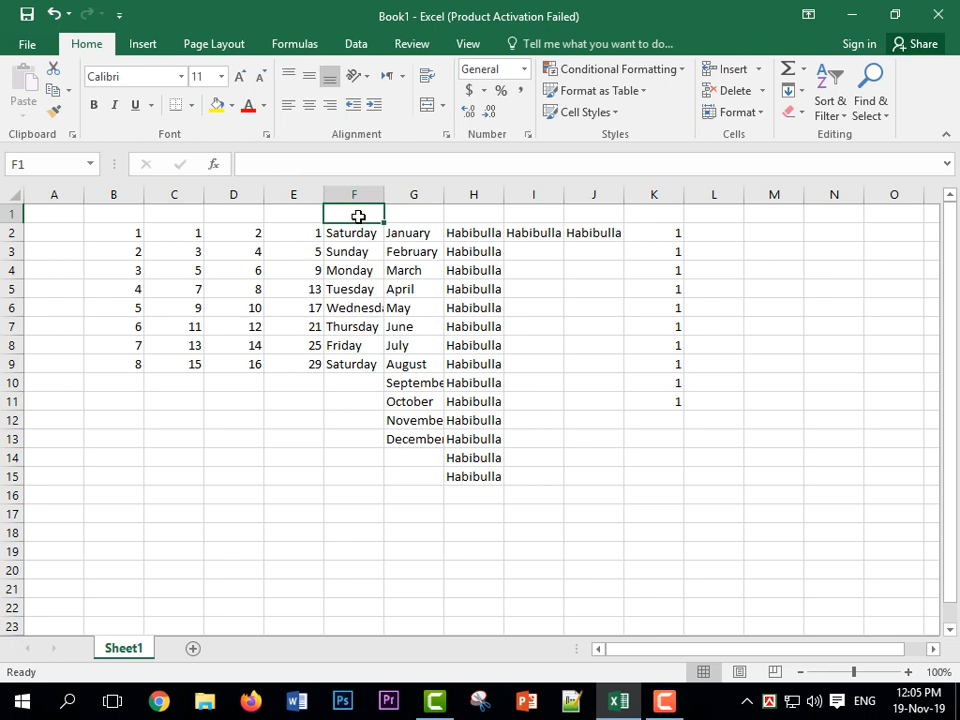 Book1 - Excel (Product Activation Failed)
File Home Insert Page Layout Formulas Data Review View Tell me what you want to do... Sign in Share
Calibri 11 General Conditional Formatting Insert
Paste B I U A $ % , Format as Table Delete Sort & Find &
Cell Styles Format Filter Select
Clipboard Font Alignment Number Styles Cells Editing
F1 fx
A B C D E F G H I J K L M N O
1
2 1 1 2 1 Saturday January Habibulla Habibulla Habibulla 1
3 2 3 4 5 Sunday February Habibulla 1
4 3 5 6 9 Monday March Habibulla 1
5 4 7 8 13 Tuesday April Habibulla 1
6 5 9 10 17 Wednesda May Habibulla 1
7 6 11 12 21 Thursday June Habibulla 1
8 7 13 14 25 Friday July Habibulla 1
9 8 15 16 29 Saturday August Habibulla 1
10 Septembe Habibulla 1
11 October Habibulla 1
12 Novembe Habibulla
13 December Habibulla
14 Habibulla
15 Habibulla
16
17
18
19
20
21
22
23
Sheet1
Ready 100%
ENG 12:05 PM
19-Nov-19